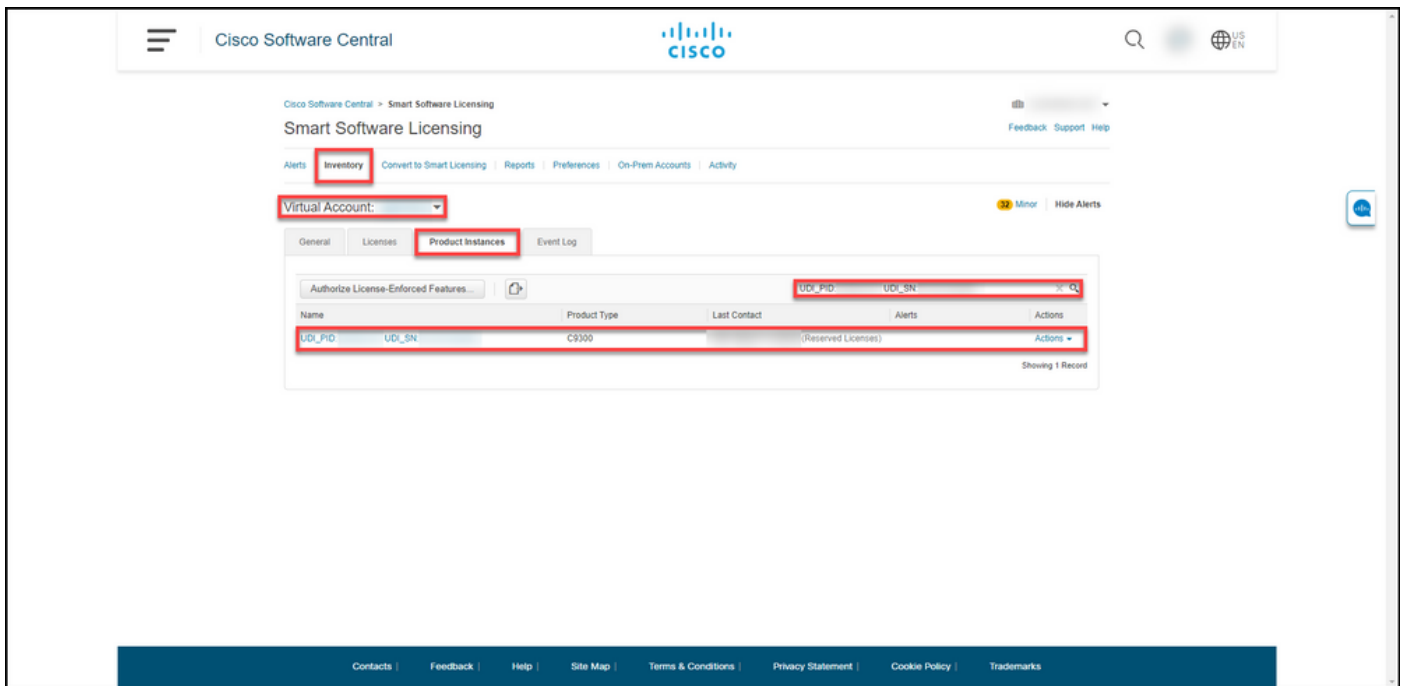 Cisco Software Central
CISCO
US
EN
Cisco Software Central > Smart Software Licensing
Smart Software Licensing
Feedback Support Help
Alerts Inventory Convert to Smart Licensing | Reports | Preferences | On-Prem Accounts | Activity
Virtual Account:
32 Minor | Hide Alerts
General Licenses Product Instances Event Log
Authorize License-Enforced Features... UDI_PID: UDI_SN:
Name Product Type Last Contact Alerts Actions
UDI_PID: UDI_SN: C9300 (Reserved Licenses) Actions
Showing 1 Record
Contacts | Feedback | Help | Site Map | Terms & Conditions | Privacy Statement | Cookie Policy | Trademarks